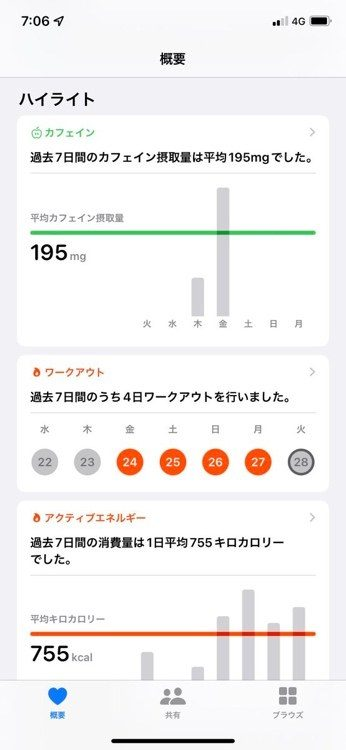 7:06 4G
概要
ハイライト
カフェイン
過去7日間のカフェイン摂取量は平均195mgでした。
平均カフェイン摂取量
195 mg
火 水 木 金 土 日 月
ワークアウト
過去7日間のうち4日ワークアウトを行いました。
水 木 金 土 日 月 火
22 23 24 25 26 27 28
アクティブエネルギー
過去7日間の消費量は1日平均755キロカロリー
でした。
平均キロカロリー
755 kcal
概要 共有 ブラウズ